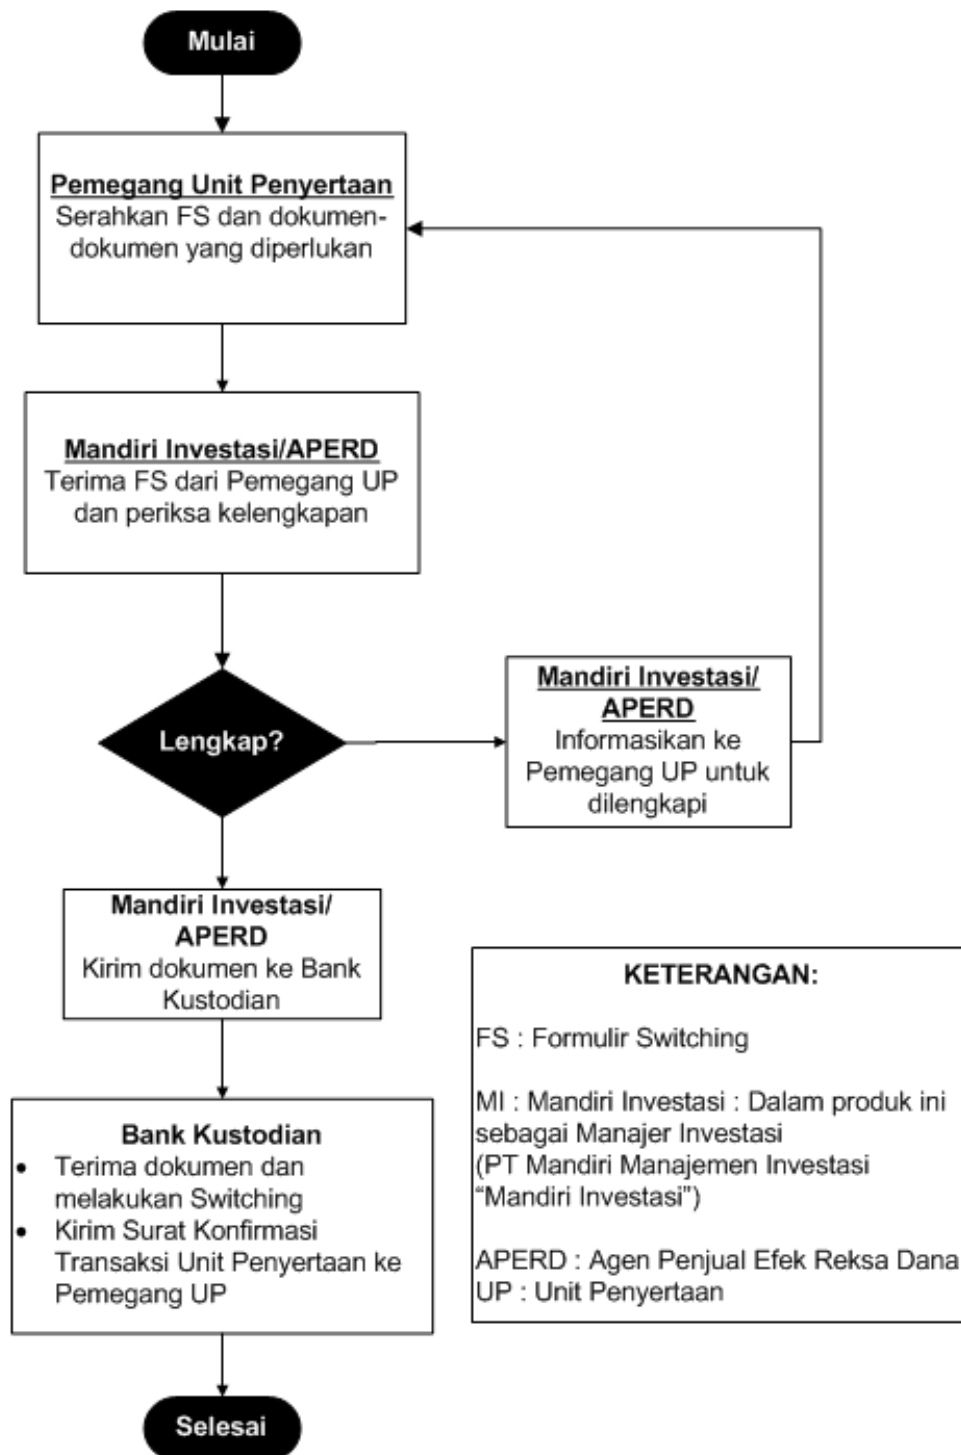 Mulai
Pemegang Unit Penyertaan
Serahkan FS dan dokumen-
dokumen yang diperlukan
Mandiri Investasi/APERD
Terima FS dari Pemegang UP
dan periksa kelengkapan
Lengkap?
Mandiri Investasi/
APERD
Informasikan ke
Pemegang UP untuk
dilengkapi
Mandiri Investasi/
APERD
Kirim dokumen ke Bank
Kustodian
Bank Kustodian
• Terima dokumen dan
melakukan Switching
• Kirim Surat Konfirmasi
Transaksi Unit Penyertaan ke
Pemegang UP
Selesai
KETERANGAN:
FS : Formulir Switching
MI : Mandiri Investasi : Dalam produk ini
sebagai Manajer Investasi
(PT Mandiri Manajemen Investasi
“Mandiri Investasi”)
APERD : Agen Penjual Efek Reksa Dana
UP : Unit Penyertaan